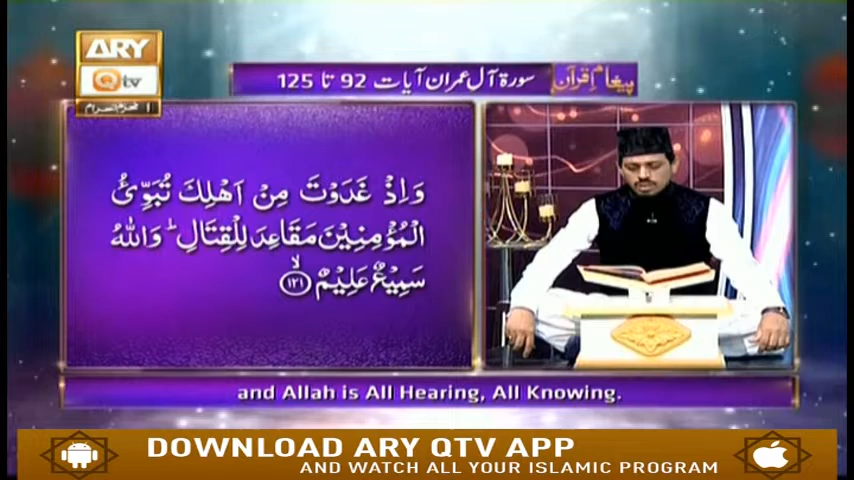 ARY
Qtv
پیغامِ قرآن سورۃ آل عمران آیات 92 تا 125
وَاِذْ غَدَوْتَ مِنْ اَهْلِكَ تُبَوِّئُ
الْمُؤْمِنِيْنَ مَقَاعِدَ لِلْقِتَالِ ؕ وَاللّٰهُ
سَمِيْعٌ عَلِيْمٌ ۙ ﴿۱۲۱﴾
and Allah is All Hearing, All Knowing.
DOWNLOAD ARY QTV APP
AND WATCH ALL YOUR ISLAMIC PROGRAM